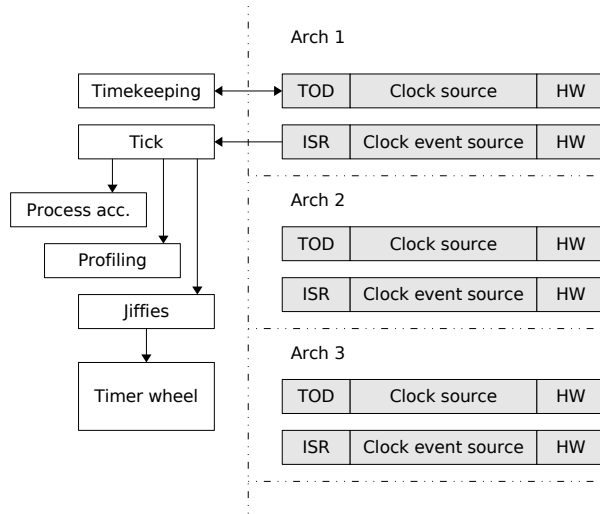 Arch 1
Timekeeping TOD Clock source HW
Tick ISR Clock event source HW
Process acc.
Arch 2
Profiling TOD Clock source HW
Jiffies ISR Clock event source HW
Arch 3
Timer wheel TOD Clock source HW
ISR Clock event source HW